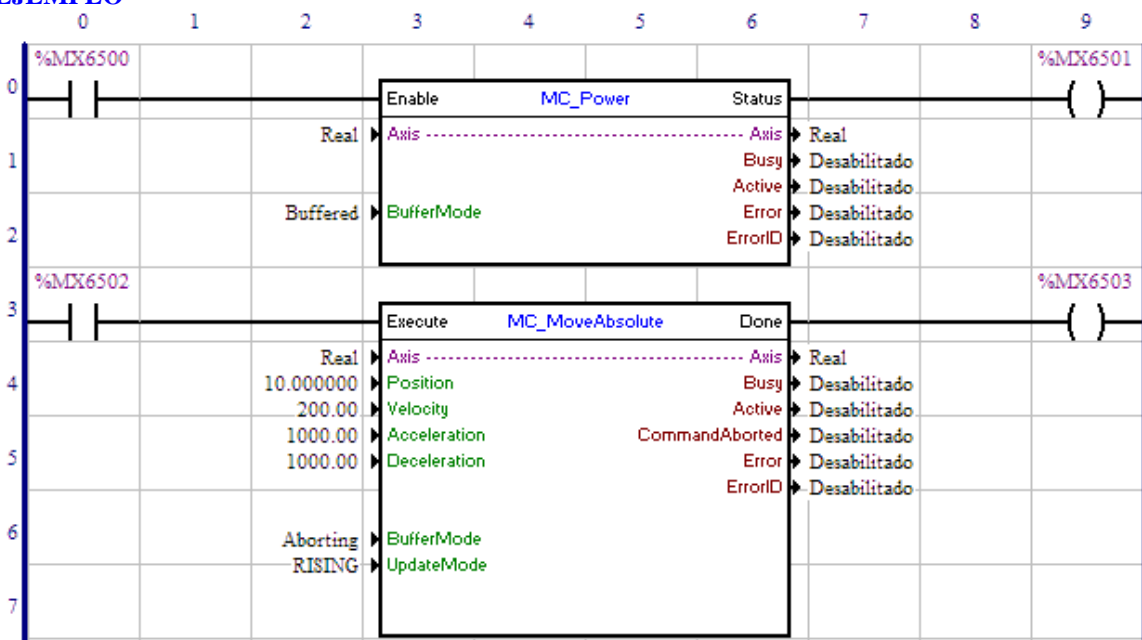 EJEMPLO
0 1 2 3 4 5 6 7 8 9
%MX6500 %MX6501
0
Enable MC_Power Status
Real Axis Axis Real
1 Busy Desabilitado
Active Desabilitado
Buffered BufferMode Error Desabilitado
2 ErrorID Desabilitado
%MX6502 %MX6503
3
Execute MC_MoveAbsolute Done
Real Axis Axis Real
4 10.000000 Position Busy Desabilitado
200.00 Velocity Active Desabilitado
1000.00 Acceleration CommandAborted Desabilitado
5 1000.00 Deceleration Error Desabilitado
ErrorID Desabilitado
6 Aborting BufferMode
RISING UpdateMode
7